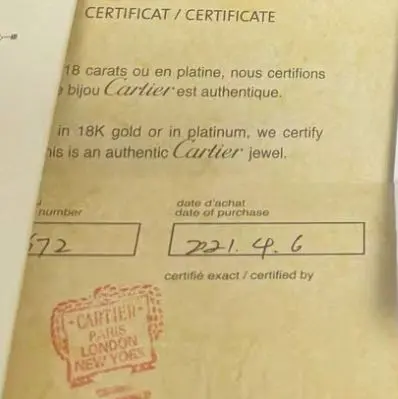 CERTIFICAT / CERTIFICATE
18 carats ou en platine, nous certifions
bijou Cartier est authentique.
in 18K gold or in platinum, we certify
his is an authentic Cartier jewel.
number
date d'achat
date of purchase
672
221. 4. 6
certifié exact / certified by
CARTIER
PARIS
LONDON
NEW YORK